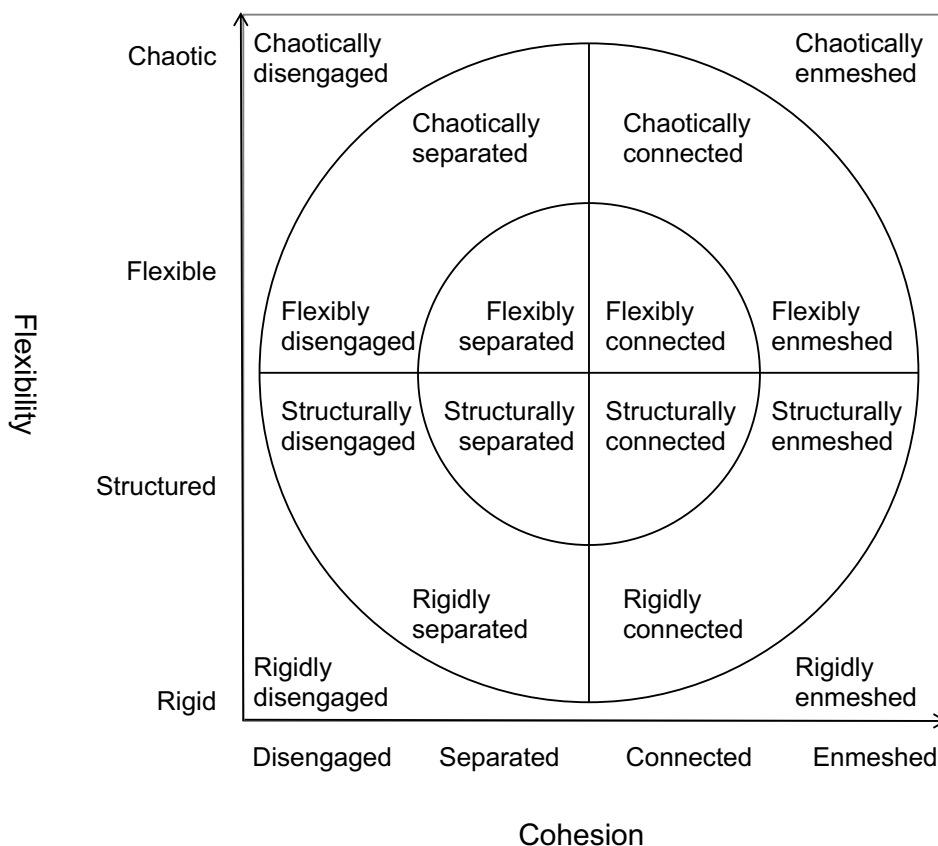 Chaotic
Chaotically
disengaged
Chaotically
enmeshed
Chaotically
separated
Chaotically
connected
Flexible
Flexibly
disengaged
Flexibly
separated
Flexibly
connected
Flexibly
enmeshed
Flexibility
Structurally
disengaged
Structurally
separated
Structurally
connected
Structurally
enmeshed
Structured
Rigidly
separated
Rigidly
connected
Rigid
Rigidly
disengaged
Rigidly
enmeshed
Disengaged
Separated
Connected
Enmeshed
Cohesion